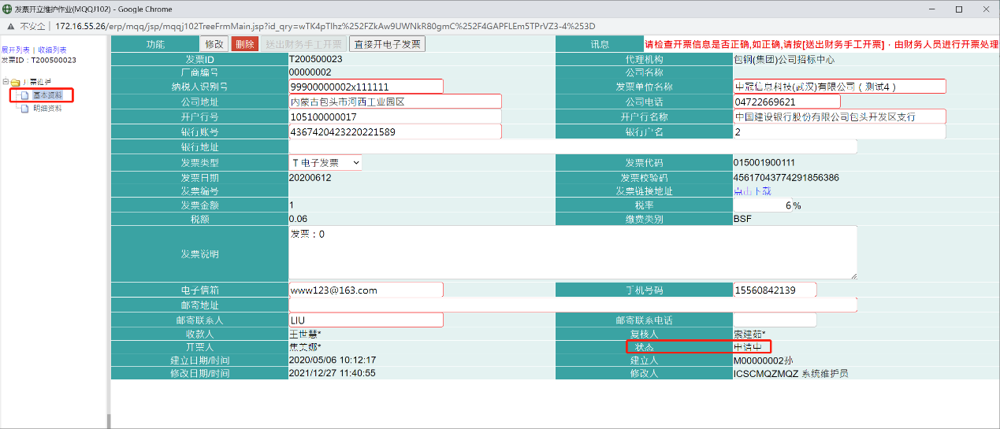 发票开立维护作业(MQQJ102) - Google Chrome
不安全 | 172.16.55.26/erp/mqq/jsp/mqqj102TreeFrmMain.jsp?id_qry=wTK4pTlhz%252FZkAw9UWNkR80gmC%252F4GAPFLEm5TPrVZ3-4%253D
展开列表 | 收缩列表
发票ID：T200500023
开票维护
基本资料
明细资料
功能 修改 删除 送出财务手工开票 直接开电子发票 讯息 请检查开票信息是否正确,如正确,请按[送出财务手工开票]，由财务人员进行开票处理
发票ID T200500023 代理机构 包钢(集团)公司招标中心
厂商编号 00000002 公司名称
纳税人识别号 99900000002x111111 发票单位名称 中冠信息科技(武汉)有限公司（测试4）
公司地址 内蒙古包头市河西工业园区 公司电话 04722669621
开户行号 105100000017 开户行名称 中国建设银行股份有限公司包头开发区支行
银行账号 4367420423220221589 银行户名 2
银行地址
发票类型 T 电子发票 发票代码 015001900111
发票日期 20200612 发票校验码 45617043774291856386
发票编号 发票链接地址 点击下载
发票金额 1 税率 6 %
税额 0.06 缴费类别 BSF
发票说明 发票：0
电子信箱 www123@163.com 手机号码 15560842139
邮寄地址
邮寄联系人 LIU 邮寄联系电话
收款人 王世慧* 复核人 索建茹*
开票人 焦美娜* 状态 申请中
建立日期/时间 2020/05/06 10:12:17 建立人 M00000002孙
修改日期/时间 2021/12/27 11:40:55 修改人 ICSCMQZMQZ 系统维护员